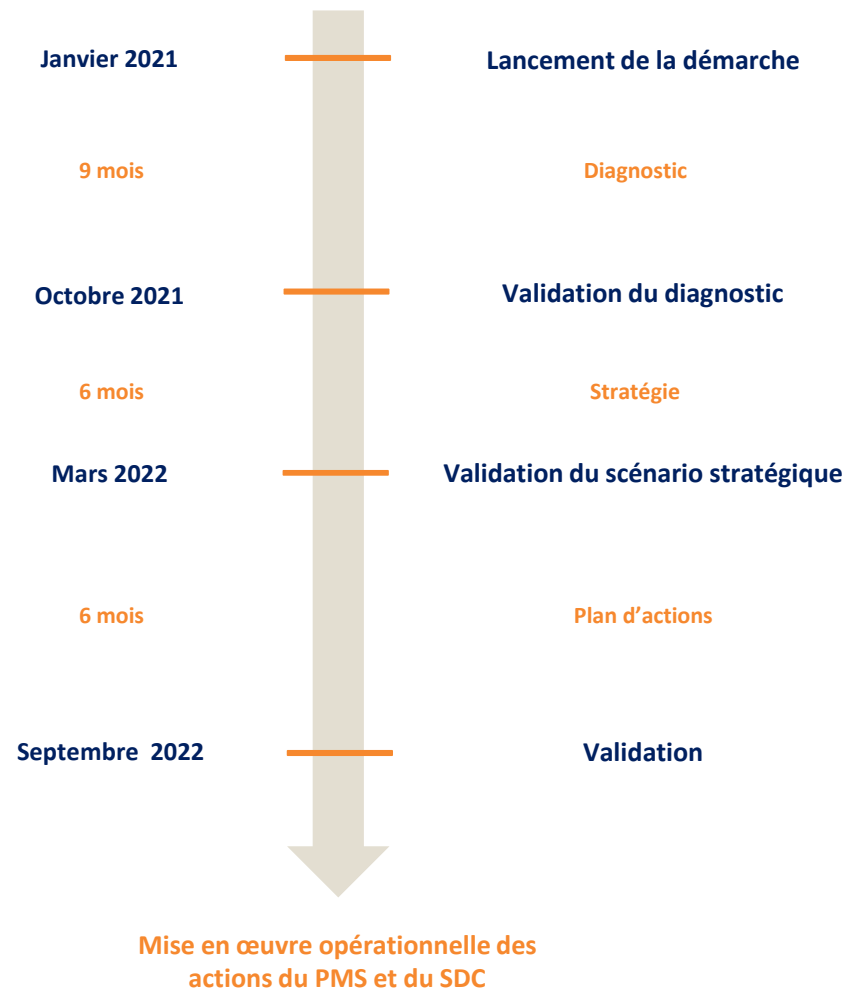 Janvier 2021
Lancement de la démarche
9 mois
Diagnostic
Octobre 2021
Validation du diagnostic
6 mois
Stratégie
Mars 2022
Validation du scénario stratégique
6 mois
Plan d’actions
Septembre  2022
Validation
Mise en œuvre opérationnelle des
actions du PMS et du SDC